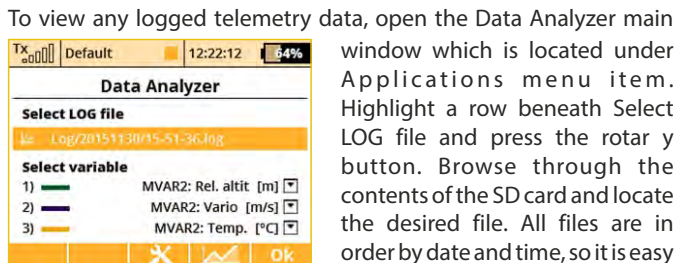 To view any logged telemetry data, open the Data Analyzer main
Tx Default 12:22:12 64%
Data Analyzer
Select LOG file
Log/20151130/15-51-36.log
Select variable
1) MVAR2: Rel. altit [m]
2) MVAR2: Vario [m/s]
3) MVAR2: Temp. [°C]
Ok
window which is located under
Applications menu item.
Highlight a row beneath Select
LOG file and press the rotar y
button. Browse through the
contents of the SD card and locate
the desired file. All files are in
order by date and time, so it is easy